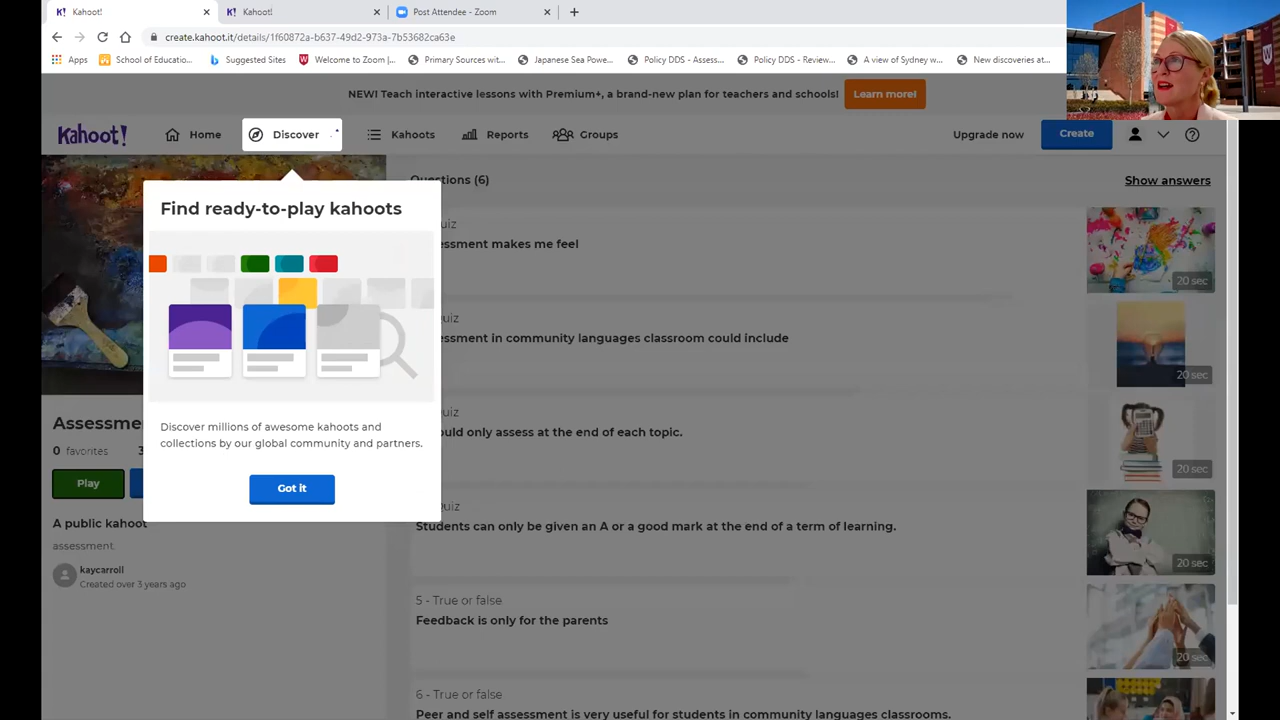 Kahoot!
Kahoot!
Post Attendee - Zoom
create.kahoot.it/details/1f60872a-b637-49d2-973a-7b53682ca63e
Apps
School of Educatio...
Suggested Sites
Welcome to Zoom |...
Primary Sources wit...
Japanese Sea Powe...
Policy DDS - Assess...
Policy DDS - Review...
A view of Sydney w...
New discoveries at...
NEW! Teach interactive lessons with Premium+, a brand-new plan for teachers and schools!
Learn more!
Kahoot!
Home
Discover
Kahoots
Reports
Groups
Upgrade now
Create
Find ready-to-play kahoots
Discover millions of awesome kahoots and
collections by our global community and partners.
Got it
Play
A public kahoot
assessment
kaycarroll
Created over 3 years ago
0 favorites
Questions (6)
Show answers
makes me feel
20 sec
in community languages classroom could include
20 sec
only assess at the end of each topic.
20 sec
Students can only be given an A or a good mark at the end of a term of learning.
20 sec
5 - True or false
Feedback is only for the parents
20 sec
6 - True or false
Peer and self assessment is very useful for students in community languages classrooms.